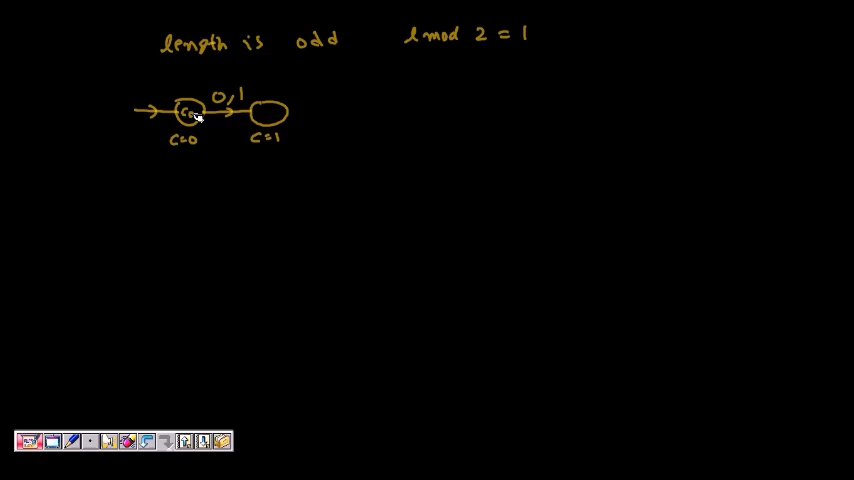 length is odd l mod 2 = 1
0,1
c=0 c=1